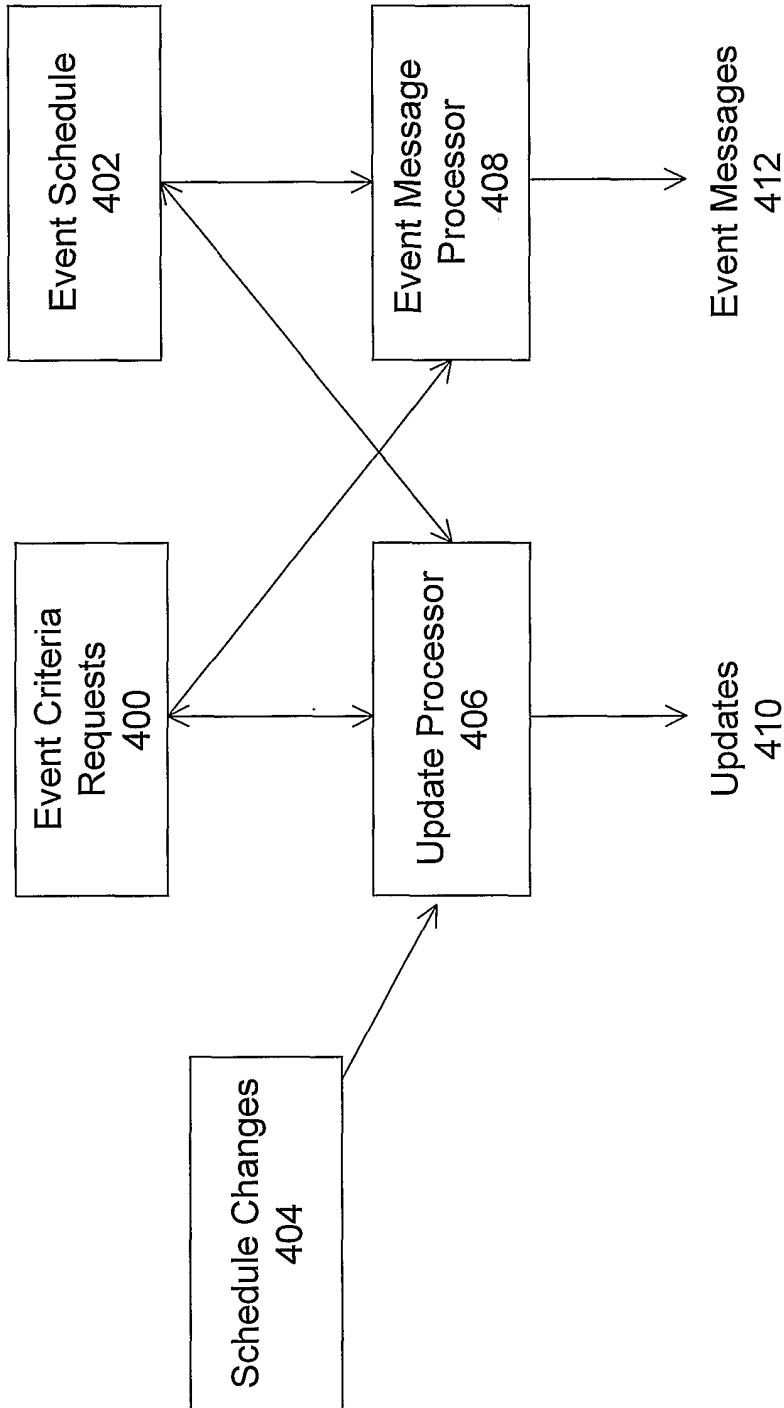 Event Criteria
Requests
400
Event Schedule
402
Schedule Changes
404
Update Processor
406
Event Message
Processor
408
Updates
410
Event Messages
412